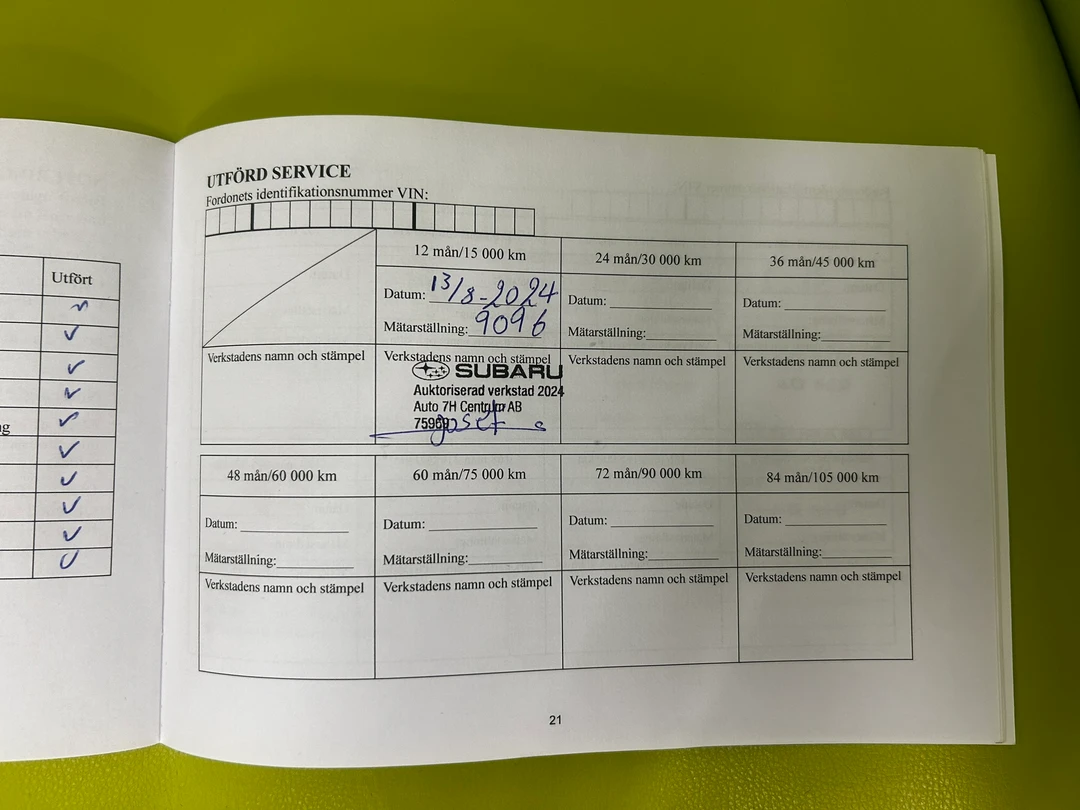 UTFÖRD SERVICE
Fordonets identifikationsnummer VIN:
Utfört
g
12 mån/15 000 km
Datum: 13/8-2024
Mätarställning: 9096
Verkstadens namn och stämpel
24 mån/30 000 km
Datum:
Mätarställning:
Verkstadens namn och stämpel
36 mån/45 000 km
Datum:
Mätarställning:
Verkstadens namn och stämpel
Verkstadens namn och stämpel
SUBARU
Auktoriserad verkstad 2024
Auto 7H Centrum AB
75969
48 mån/60 000 km
Datum:
Mätarställning:
Verkstadens namn och stämpel
60 mån/75 000 km
Datum:
Mätarställning:
Verkstadens namn och stämpel
72 mån/90 000 km
Datum:
Mätarställning:
Verkstadens namn och stämpel
84 mån/105 000 km
Datum:
Mätarställning:
Verkstadens namn och stämpel
21